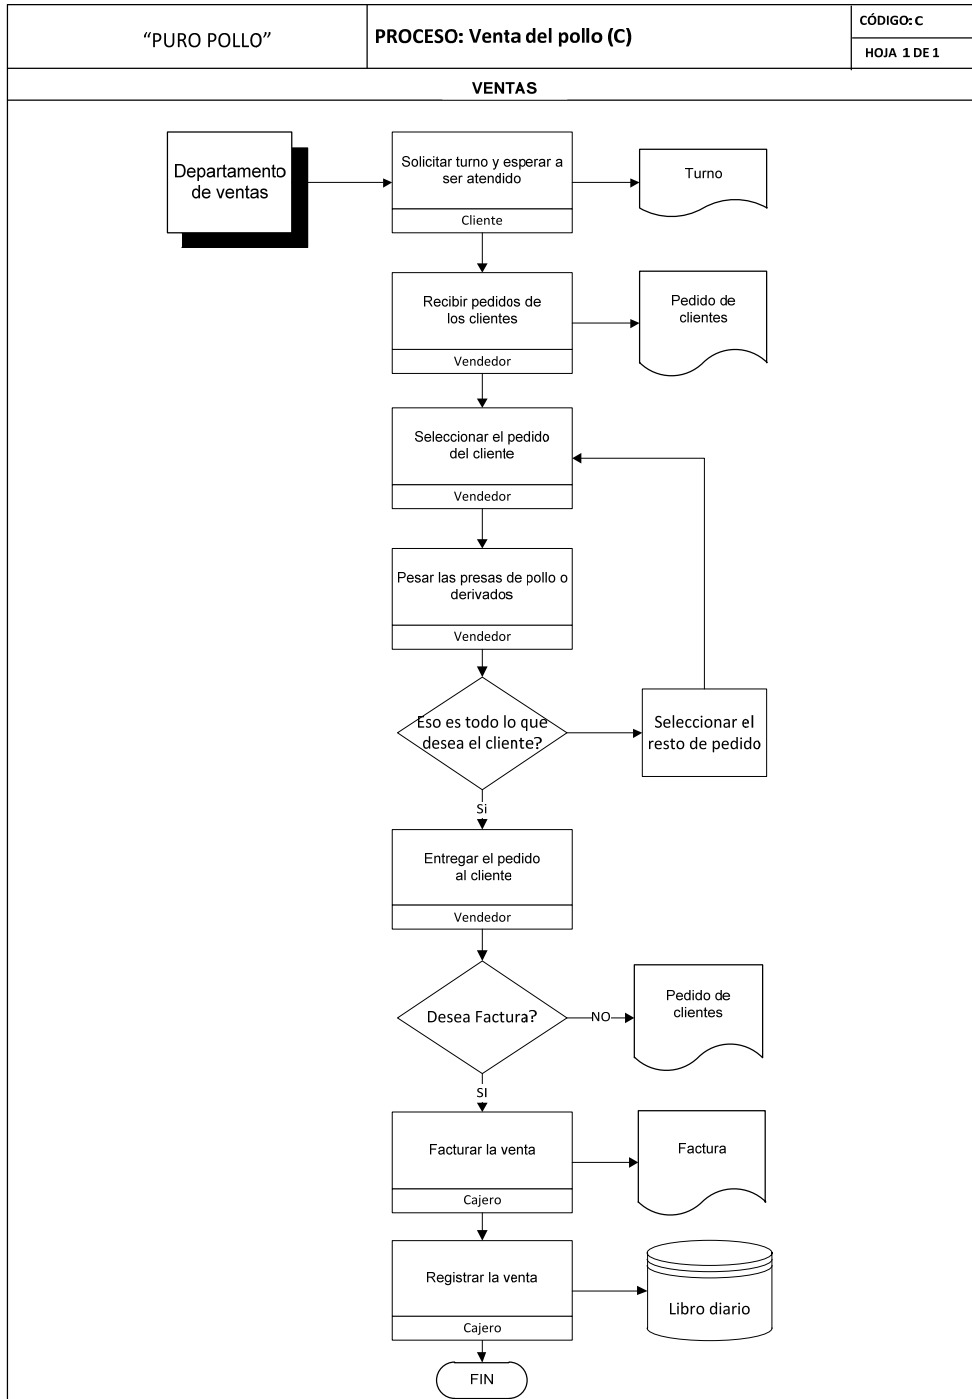 "PURO POLLO"
PROCESO: Venta del pollo (C)
CÓDIGO: C
HOJA 1 DE 1
VENTAS
Departamento
de ventas
Solicitar turno y esperar a
ser atendido
Cliente
Turno
Recibir pedidos de
los clientes
Vendedor
Pedido de
clientes
Seleccionar el pedido
del cliente
Vendedor
Pesar las presas de pollo o
derivados
Vendedor
Eso es todo lo que
desea el cliente?
Seleccionar el
resto de pedido
Si
Entregar el pedido
al cliente
Vendedor
Desea Factura?
NO
Pedido de
clientes
SI
Facturar la venta
Cajero
Factura
Registrar la venta
Cajero
Libro diario
FIN